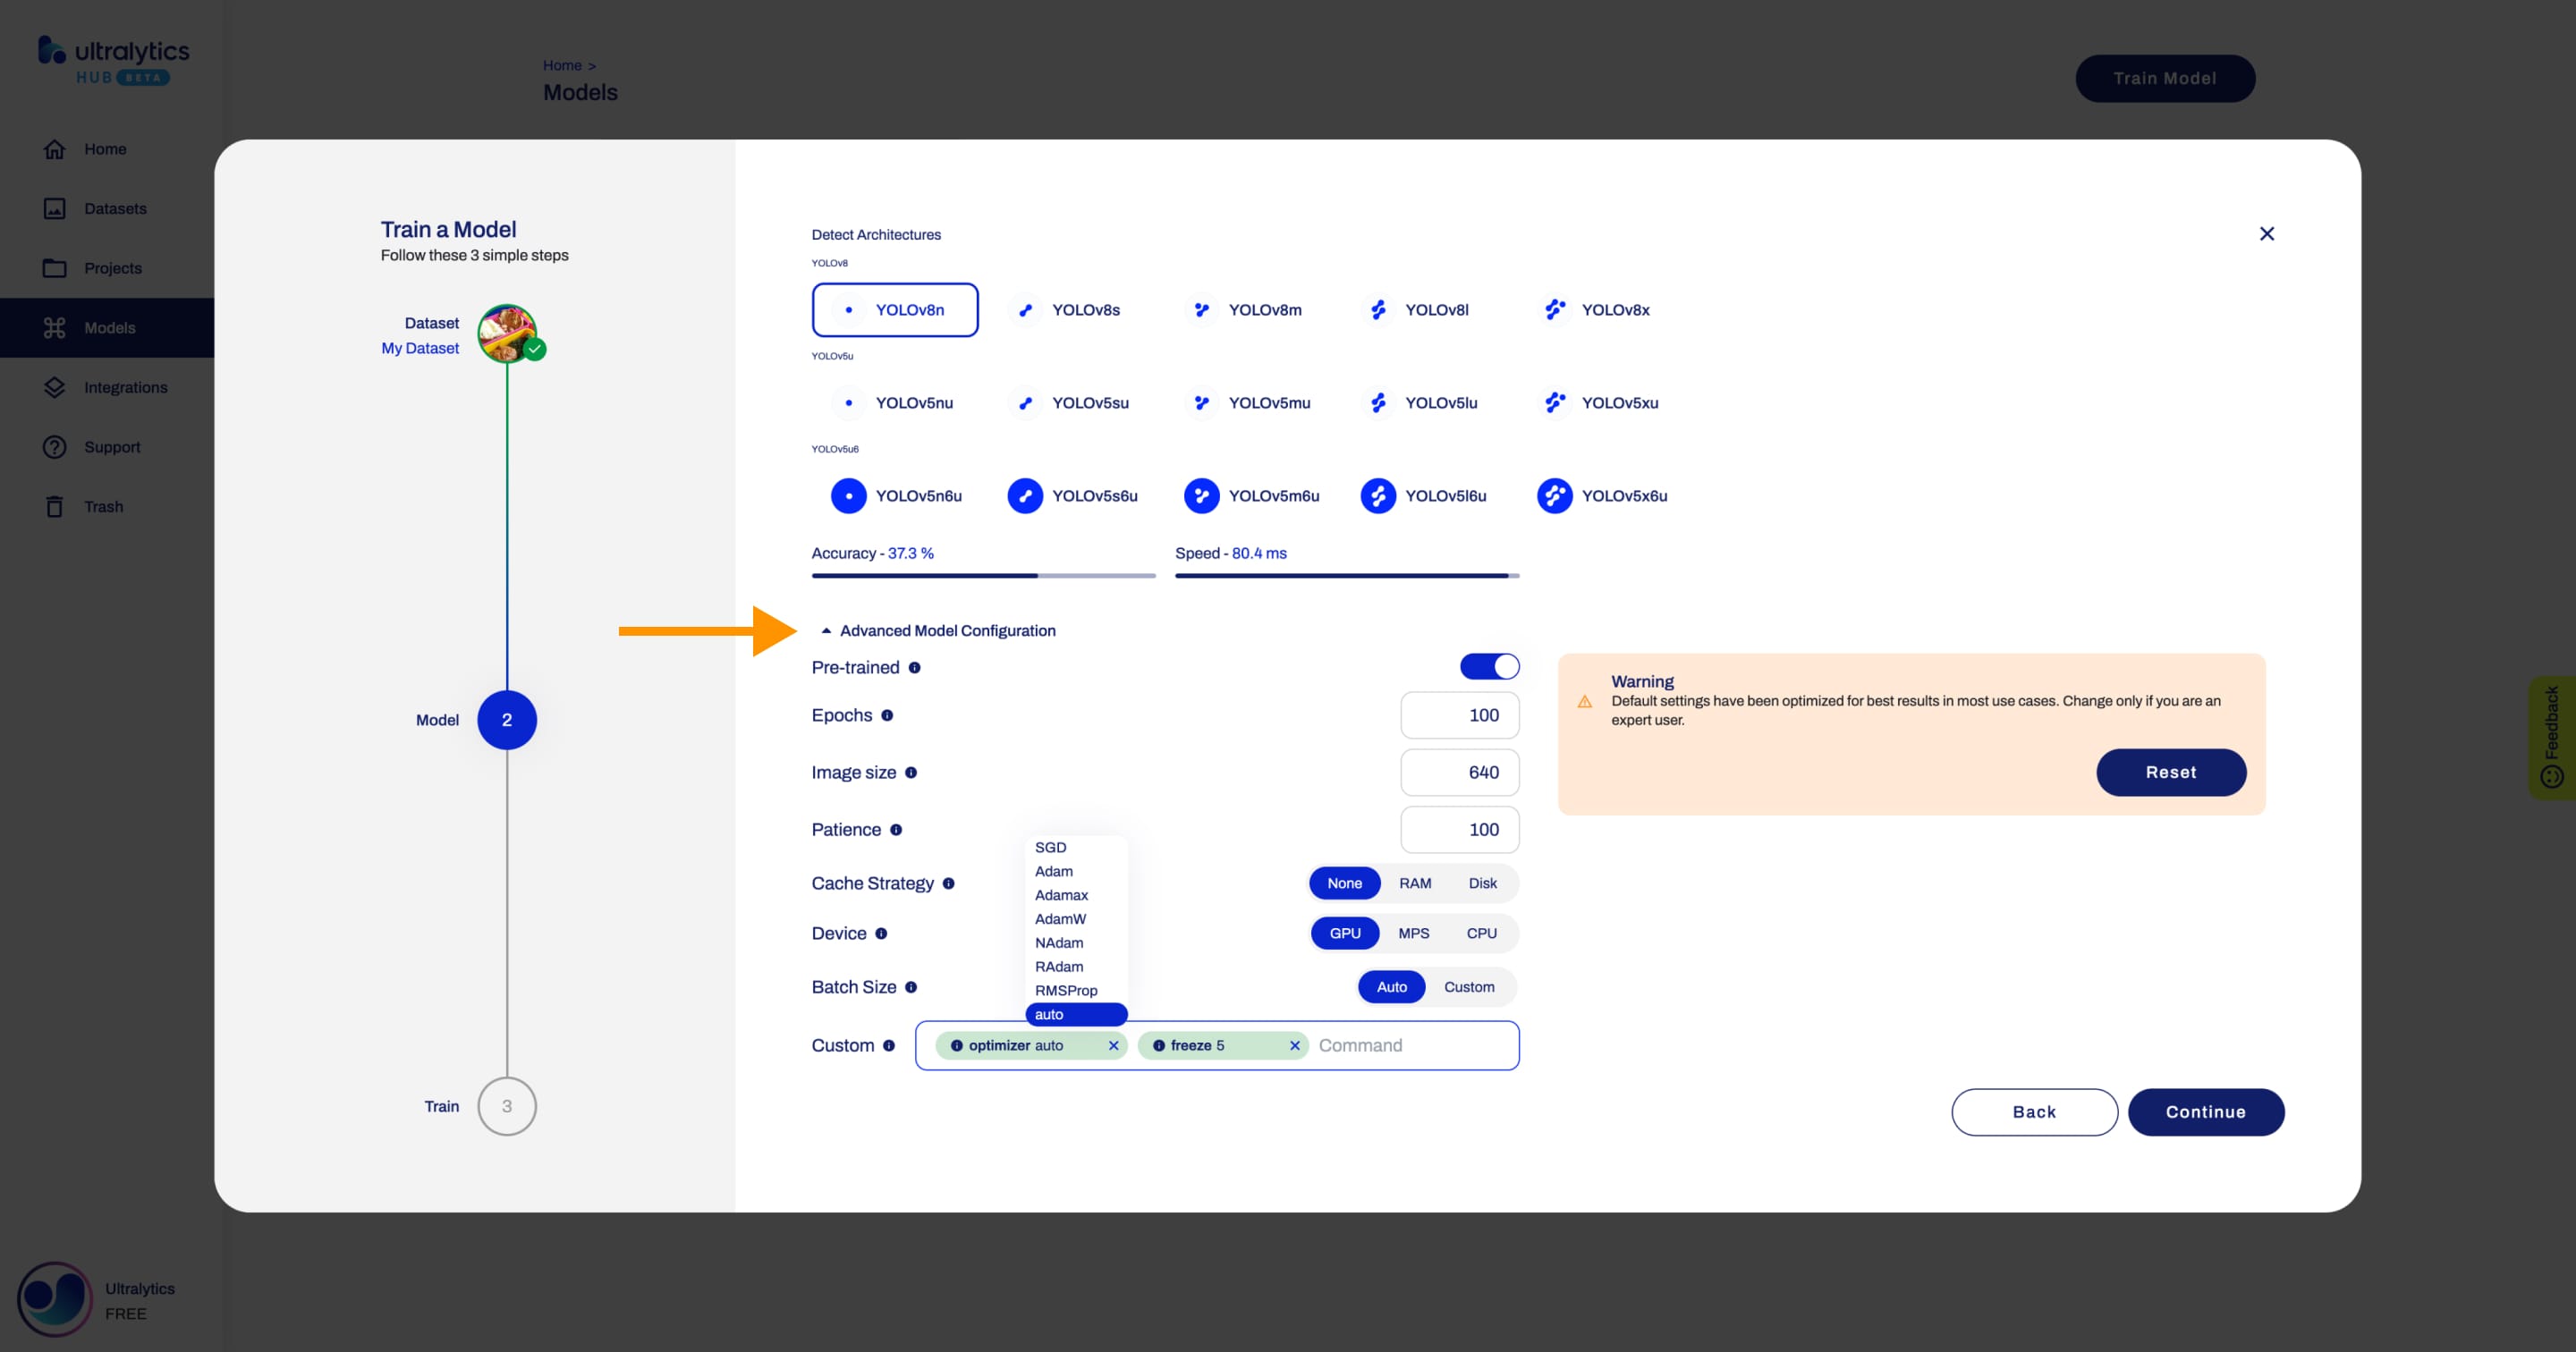 ultralytics
HUB BETA
Home >
Models
Train Model
Home
Datasets
Projects
Models
Integrations
Support
Trash
Ultralytics
FREE
Train a Model
Follow these 3 simple steps
Dataset
My Dataset
Model 2
Train 3
Detect Architectures
YOLOv8
YOLOv8n YOLOv8s YOLOv8m YOLOv8l YOLOv8x
YOLOv5u
YOLOv5nu YOLOv5su YOLOv5mu YOLOv5lu YOLOv5xu
YOLOv5u6
YOLOv5n6u YOLOv5s6u YOLOv5m6u YOLOv5l6u YOLOv5x6u
Accuracy - 37.3 % Speed - 80.4 ms
Advanced Model Configuration
Pre-trained
Epochs 100
Image size 640
Patience 100
Cache Strategy None RAM Disk
Device GPU MPS CPU
Batch Size Auto Custom
SGD
Adam
Adamax
AdamW
NAdam
RAdam
RMSProp
auto
Custom optimizer auto freeze 5 Command
Warning
Default settings have been optimized for best results in most use cases. Change only if you are an
expert user.
Reset
Back Continue
Feedback